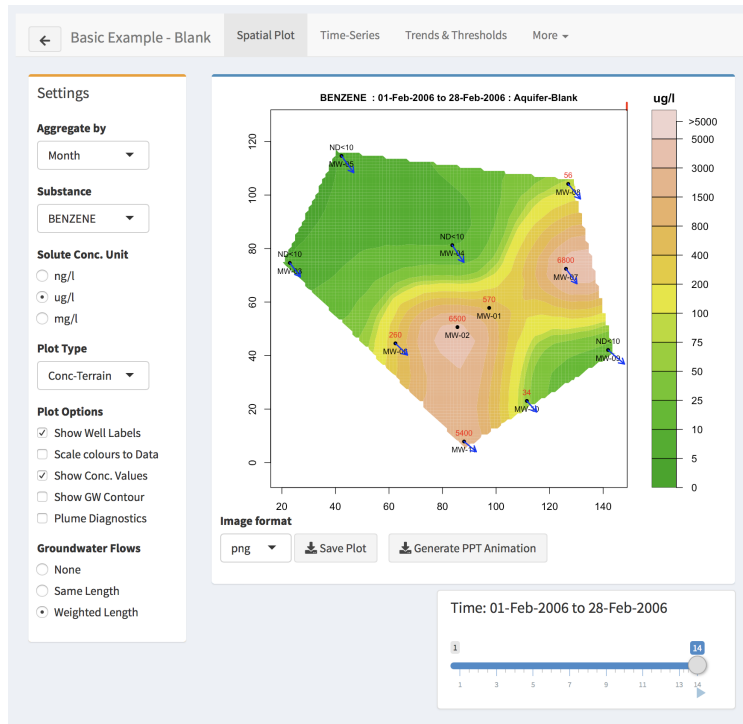 Basic Example - Blank
Spatial Plot
Time-Series
Trends & Thresholds
More
Settings
Aggregate by
Month
Substance
BENZENE
Solute Conc. Unit
ng/l
ug/l
mg/l
Plot Type
Conc-Terrain
Plot Options
Show Well Labels
Scale colours to Data
Show Conc. Values
Show GW Contour
Plume Diagnostics
Groundwater Flows
None
Same Length
Weighted Length
BENZENE : 01-Feb-2006 to 28-Feb-2006 : Aquifer-Blank
ug/l
120
100
80
60
40
20
0
20 40 60 80 100 120 140
ND<10
MW-05
56
MW-08
ND<10
MW-04
ND<10
MW-03
6800
MW-07
570
MW-01
6500
MW-02
260
ND<10
MW-09
34
5400
>5000
5000
3000
1500
800
400
200
100
75
50
25
10
5
0
Image format
png
Save Plot
Generate PPT Animation
Time: 01-Feb-2006 to 28-Feb-2006
1 14
1 3 5 7 9 11 13 14